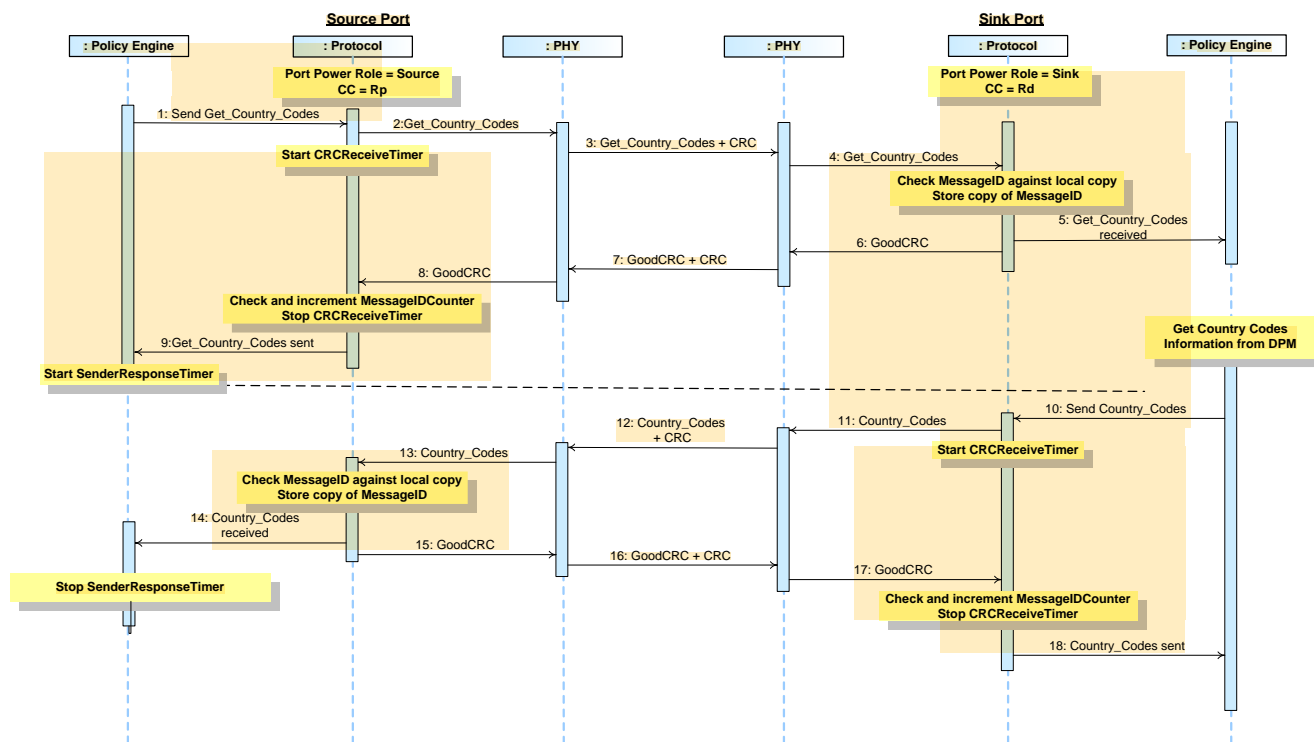 Source Port
Sink Port
: Policy Engine
: Protocol
: PHY
: PHY
: Protocol
: Policy Engine
Port Power Role = Source
CC = Rp
Port Power Role = Sink
CC = Rd
1: Send Get_Country_Codes
2:Get_Country_Codes
Start CRCReceiveTimer
3: Get_Country_Codes + CRC
4: Get_Country_Codes
Check MessageID against local copy
Store copy of MessageID
5: Get_Country_Codes
received
6: GoodCRC
7: GoodCRC + CRC
8: GoodCRC
Check and increment MessageIDCounter
Stop CRCReceiveTimer
9:Get_Country_Codes sent
Start SenderResponseTimer
Get Country Codes
Information from DPM
10: Send Country_Codes
11: Country_Codes
Start CRCReceiveTimer
12: Country_Codes
+ CRC
13: Country_Codes
Check MessageID against local copy
Store copy of MessageID
14: Country_Codes
received
15: GoodCRC
16: GoodCRC + CRC
17: GoodCRC
Stop SenderResponseTimer
Check and increment MessageIDCounter
Stop CRCReceiveTimer
18: Country_Codes sent